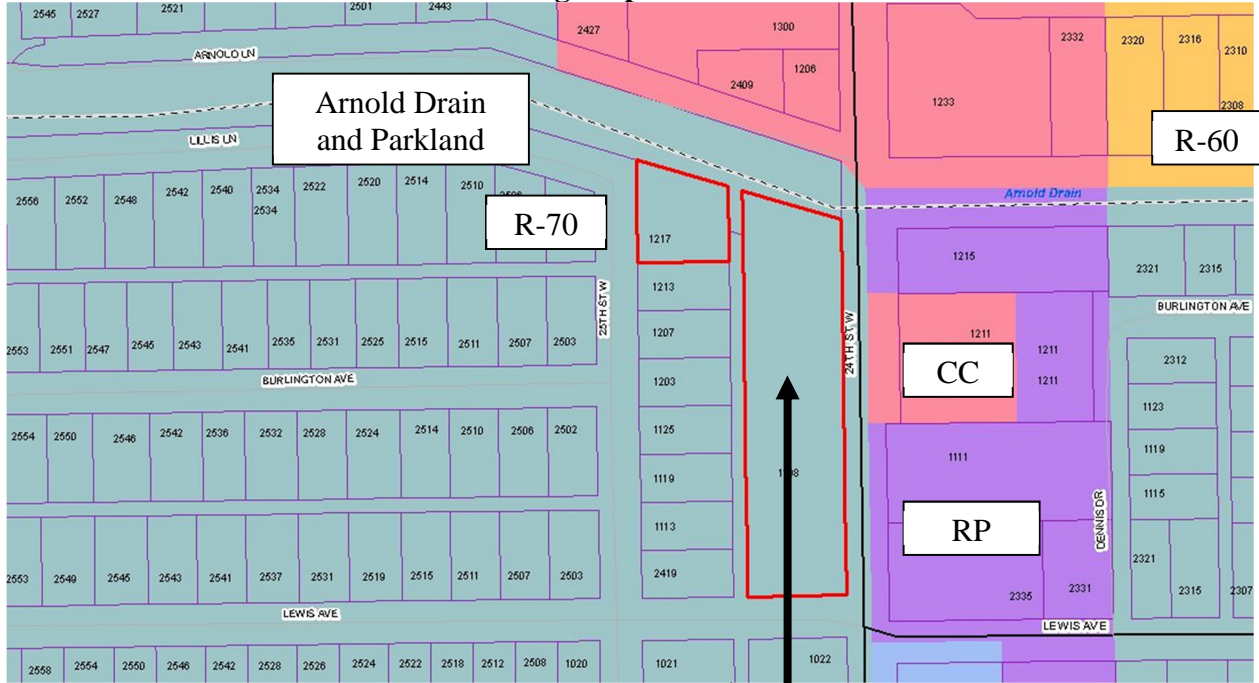 2545 2527 2521 2501 2443
2427 1300 2332 2320 2316 2310
ARNOLD LN
2409 1206
1233 2308
Arnold Drain
and Parkland
R-60
LILLIS LN
2556 2552 2548 2542 2540 2534 2522 2520 2514 2510
2534
R-70
Arnold Drain
1217 1215
2321 2315
1213
25TH ST W
24TH ST W
BURLINGTON AVE
2553 2551 2547 2545 2543 2541 2535 2531 2525 2515 2511 2507 2503
1207 1211 1211
2312
CC
BURLINGTON AVE
1203 1211
1123
2554 2550 2546 2542 2536 2532 2528 2524 2514 2510 2506 2502
1125 1119
1111
1119
1115
1113
RP
DENNIS DR
2553 2549 2545 2543 2541 2537 2531 2519 2515 2511 2507 2503
2419
2321
2335 2331 2315 2307
LEWIS AVE
LEWIS AVE
2558 2554 2550 2546 2542 2528 2526 2524 2522 2518 2512 2508 1020
1021 1022